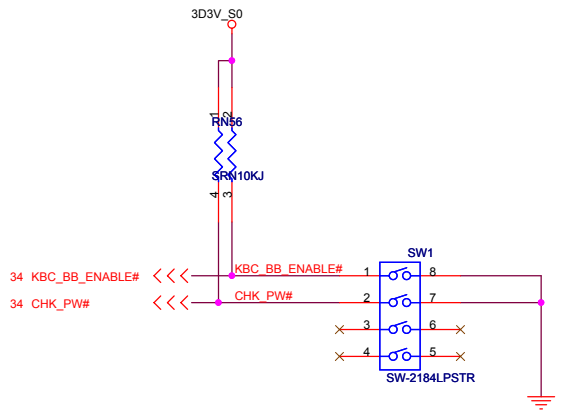 3D3V_S0
1 2
RN56
SRN10KJ
4 3
34 KBC_BB_ENABLE#
KBC_BB_ENABLE#
34 CHK_PW#
CHK_PW#
SW1
1 8
2 7
3 6
4 5
SW-2184LPSTR